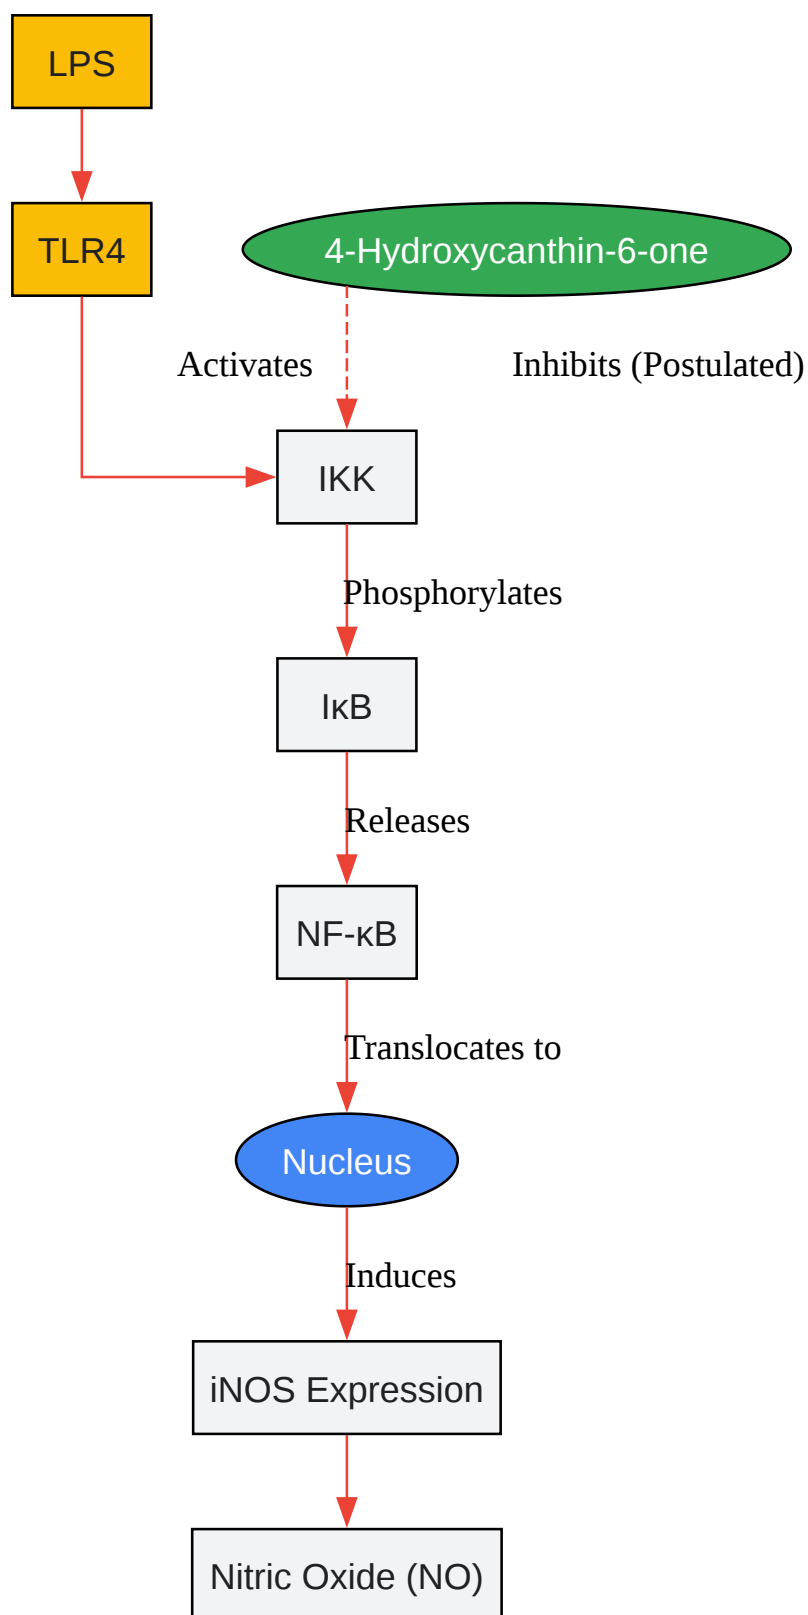 LPS
TLR4
4-Hydroxycanthin-6-one
Activates
Inhibits (Postulated)
IKK
Phosphorylates
IκB
Releases
NF-κB
Translocates to
Nucleus
Induces
iNOS Expression
Nitric Oxide (NO)